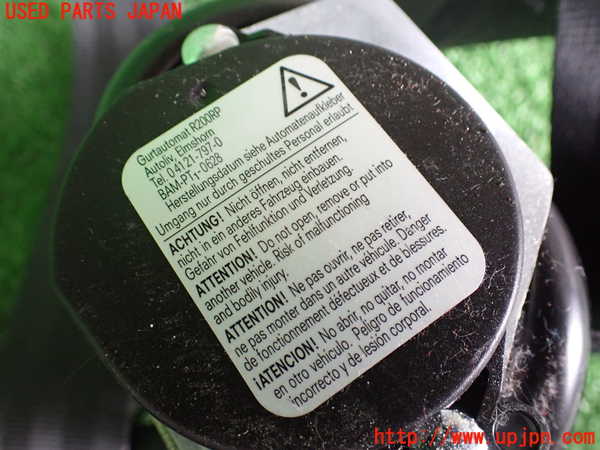 USED PARTS JAPAN
Gurtautomat R200RP
Autoliv, Elmshorn
Tel. 0 41 21 - 797-0
BAM-PT1- 0628
Herstellungsdatum siehe Automatenaufkleber
Umgang nur durch geschultes Personal erlaubt
ACHTUNG! Nicht öffnen, nicht entfernen,
nicht in ein anderes Fahrzeug einbauen.
Gefahr von Fehlfunktion und Verletzung.
ATTENTION! Do not open, remove or put into
another vehicle. Risk of malfunctioning
and bodily injury.
ATTENTION! Ne pas ouvrir, ne pas retirer,
ne pas monter dans un autre véhicule. Danger
de fonctionnement défectueux et de blessures.
¡ATENCION! No abrir, no quitar, no montar
en otro vehículo. Peligro de funcionamiento
incorrecto y de lesión corporal.
http://www.upjpn.com/